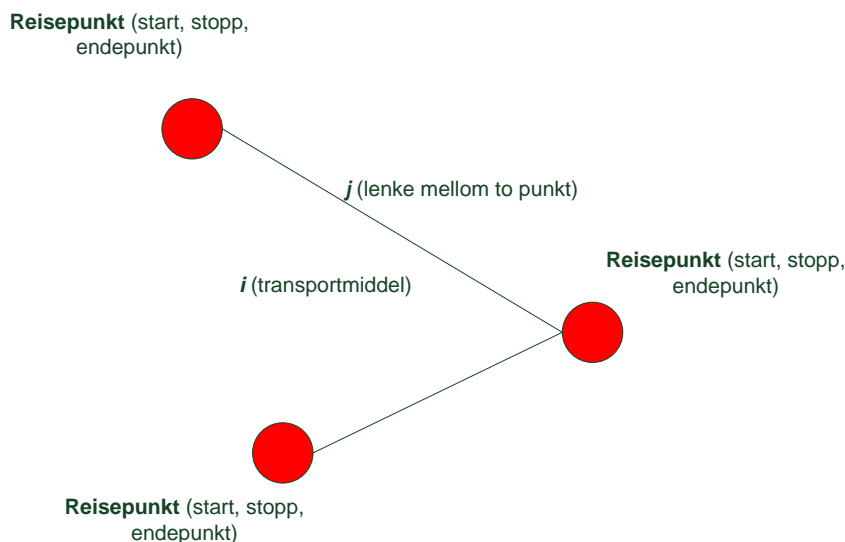 Reisepunkt (start, stopp,
endepunkt)
j (lenke mellom to punkt)
Reisepunkt (start, stopp,
endepunkt)
i (transportmiddel)
Reisepunkt (start, stopp,
endepunkt)